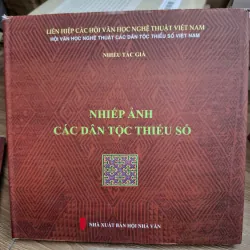 LIÊN HIỆP CÁC HỘI VĂN HỌC NGHỆ THUẬT VIỆT NAM
HỘI VĂN HỌC NGHỆ THUẬT CÁC DÂN TỘC THIỂU SỐ VIỆT NAM
NHIỀU TÁC GIẢ
NHIẾP ẢNH
CÁC DÂN TỘC THIỂU SỐ
NHÀ XUẤT BẢN HỘI NHÀ VĂN